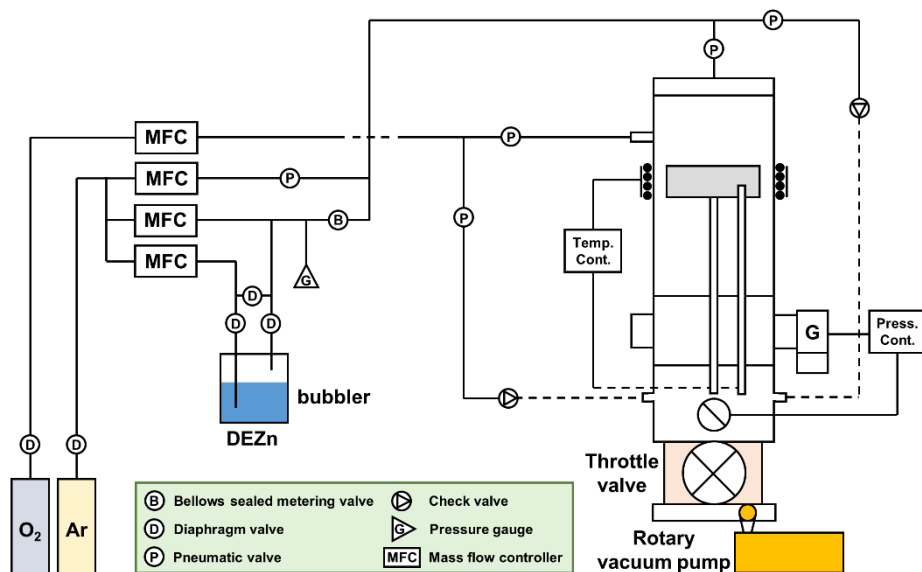 P
P
MFC
P
MFC
P
MFC
B
P
MFC
G
Temp.
Cont.
D
D
D
G
Press.
Cont.
bubbler
DEZn
D
D
Throttle
valve
O₂
Ar
B Bellows sealed metering valve
Check valve
D Diaphragm valve
G Pressure gauge
P Pneumatic valve
MFC Mass flow controller
Rotary
vacuum pump